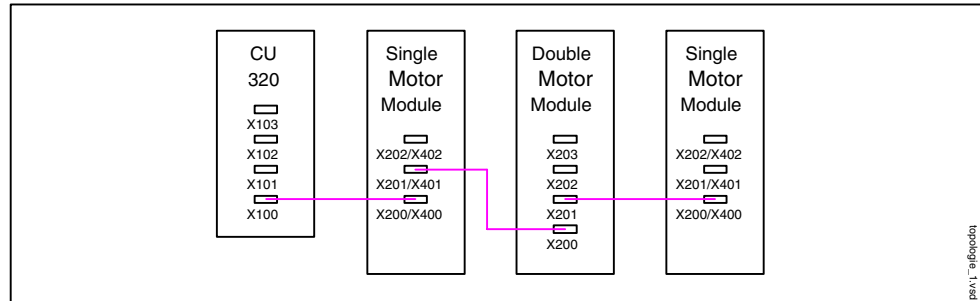 CU
320
X103
X102
X101
X100
Single
Motor
Module
X202/X402
X201/X401
X200/X400
Double
Motor
Module
X203
X202
X201
X200
Single
Motor
Module
X202/X402
X201/X401
X200/X400
topologie_1.vsd